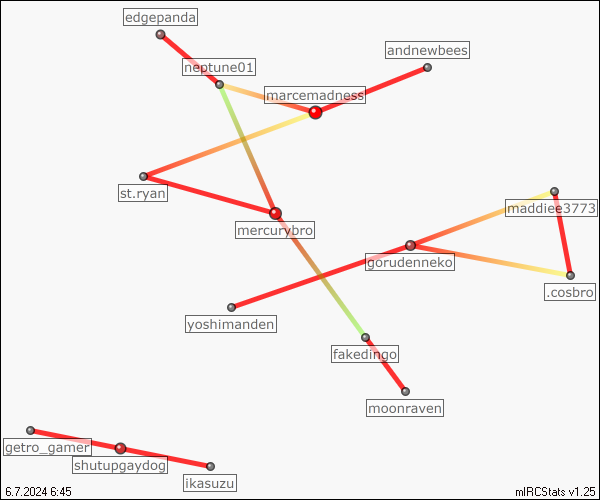 edgepanda
andnewbees
neptune01
marcemadness
st.ryan
maddiee3773
mercurybro
gorudenneko
.cosbro
yoshimanden
fakedingo
moonraven
getro_gamer
shutupgaydog
ikasuzu
6.7.2024 6:45
mIRCStats v1.25